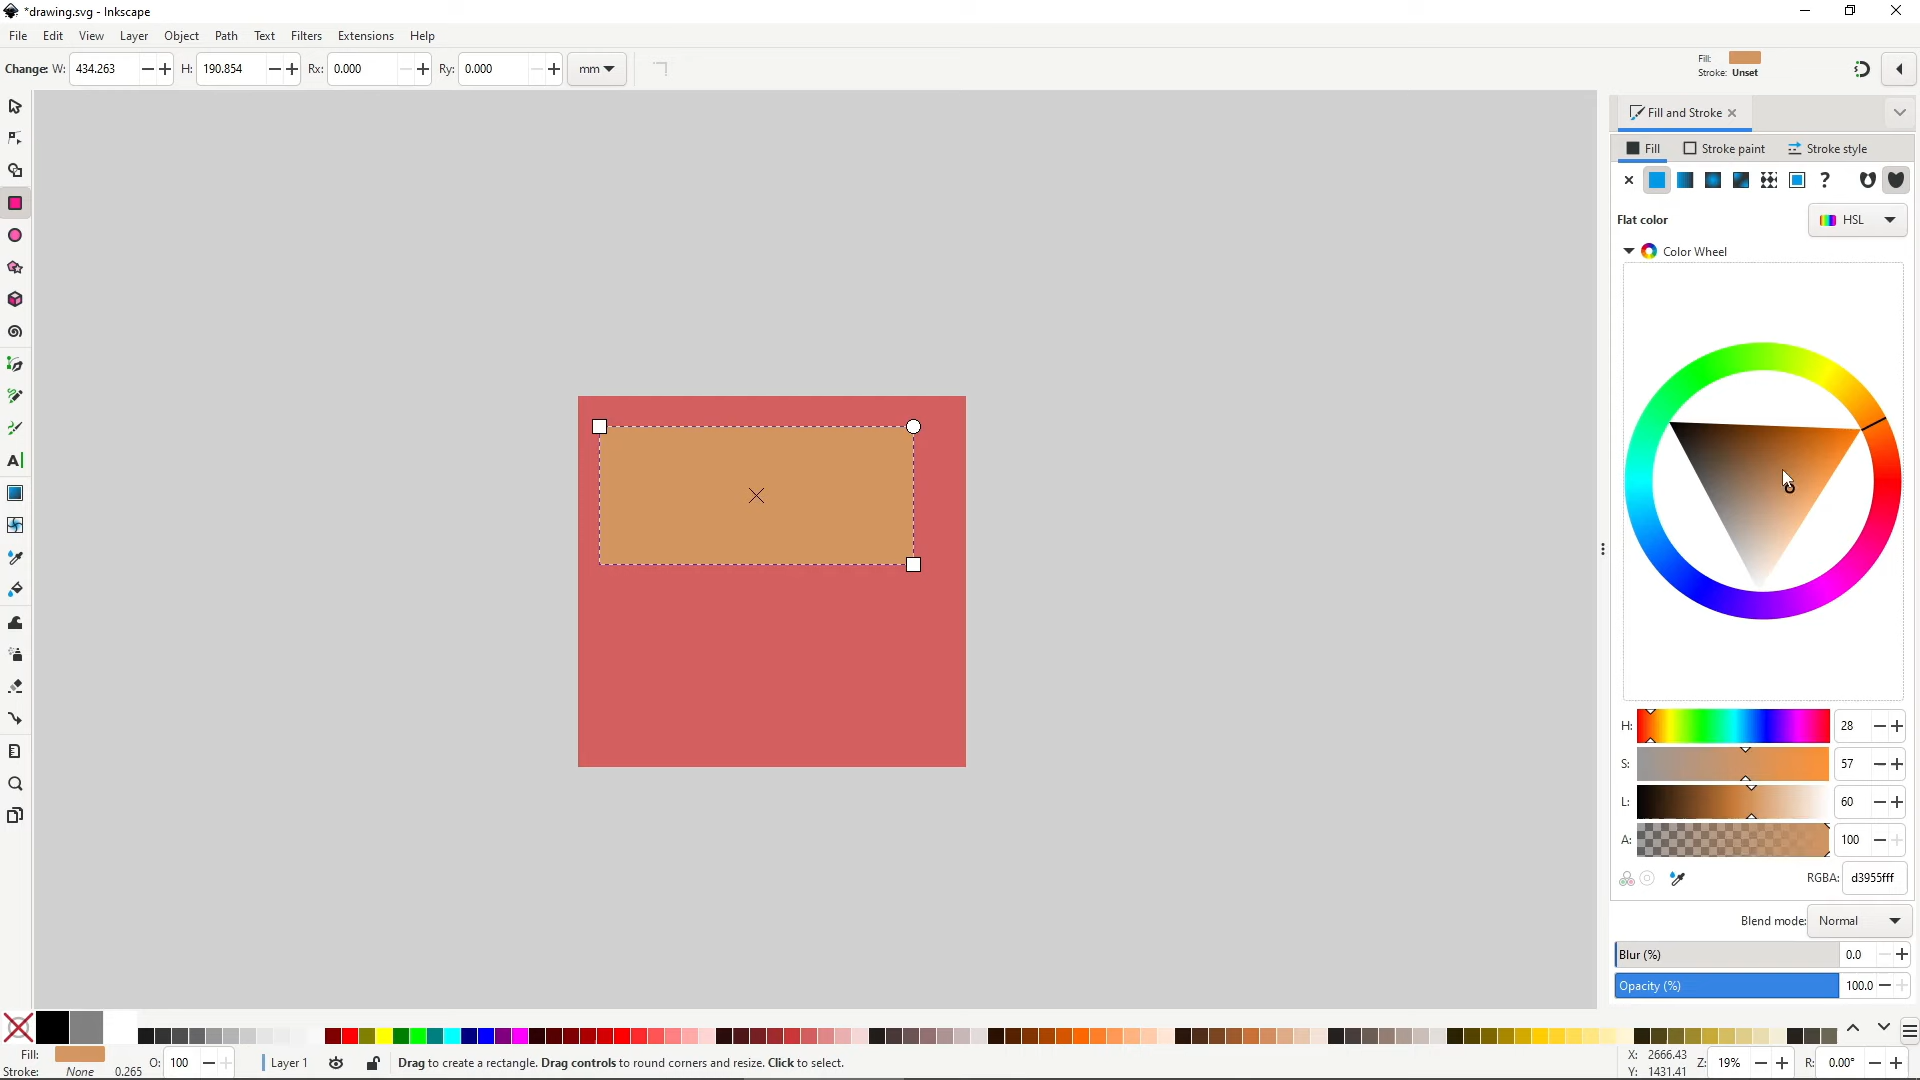 *drawing.svg - Inkscape
File Edit View Layer Object Path Text Filters Extensions Help
Change: W: 434.263 H: 190.854 Rx: 0.000 Ry: 0.000 mm
Fill:
Stroke: Unset
Fill and Stroke
Fill Stroke paint Stroke style
Flat color HSL
Color Wheel
H: 28
S: 57
L: 60
A: 100
RGBA: d3955fff
Blend mode: Normal
Blur (%) 0.0
Opacity (%) 100.0
Fill: O: 100 Layer 1 Drag to create a rectangle. Drag controls to round corners and resize. Click to select. X: 2666.43 Z: 19% R: 0.00°
Stroke: None 0.265 Y: 1431.41